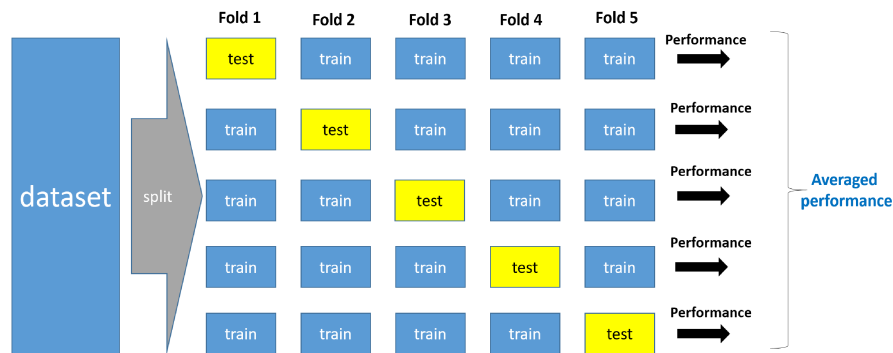 Fold 1 Fold 2 Fold 3 Fold 4 Fold 5
Performance
test train train train train
Performance
train test train train train
Performance
dataset
split
train train test train train
Averaged
performance
Performance
train train train test train
Performance
train train train train test